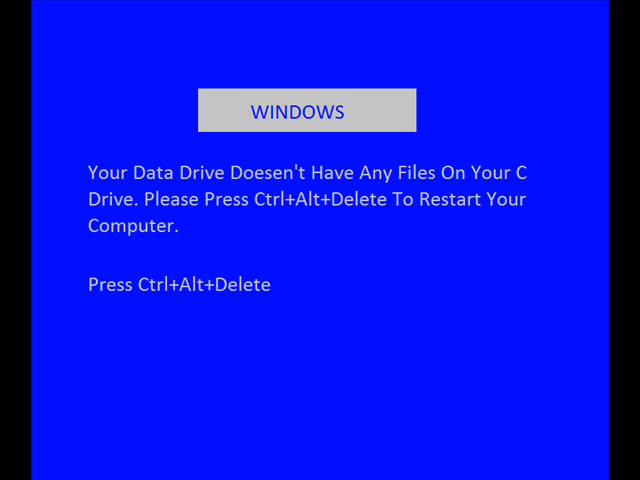 WINDOWS
Your Data Drive Doesen't Have Any Files On Your C
Drive. Please Press Ctrl+Alt+Delete To Restart Your
Computer.
Press Ctrl+Alt+Delete